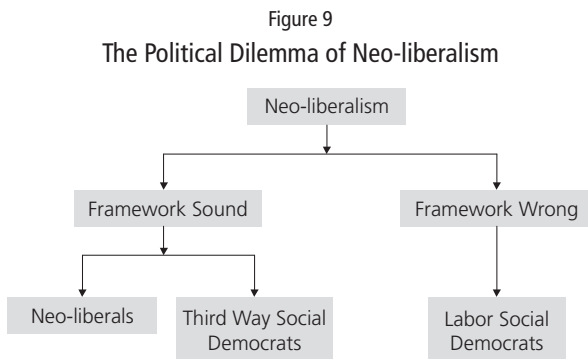 Figure 9
The Political Dilemma of Neo-liberalism
Neo-liberalism
Framework Sound
Framework Wrong
Neo-liberals
Third Way Social
Democrats
Labor Social
Democrats